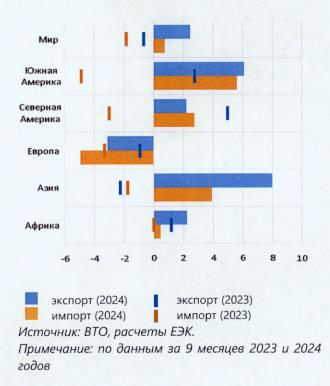 Мир
Южная
Америка
Северная
Америка
Европа
Азия
Африка
-6 -4 -2 0 2 4 6 8 10
экспорт (2024) экспорт (2023)
импорт (2024) импорт (2023)
Источник: ВТО, расчеты ЕЭК.
Примечание: по данным за 9 месяцев 2023 и 2024
годов